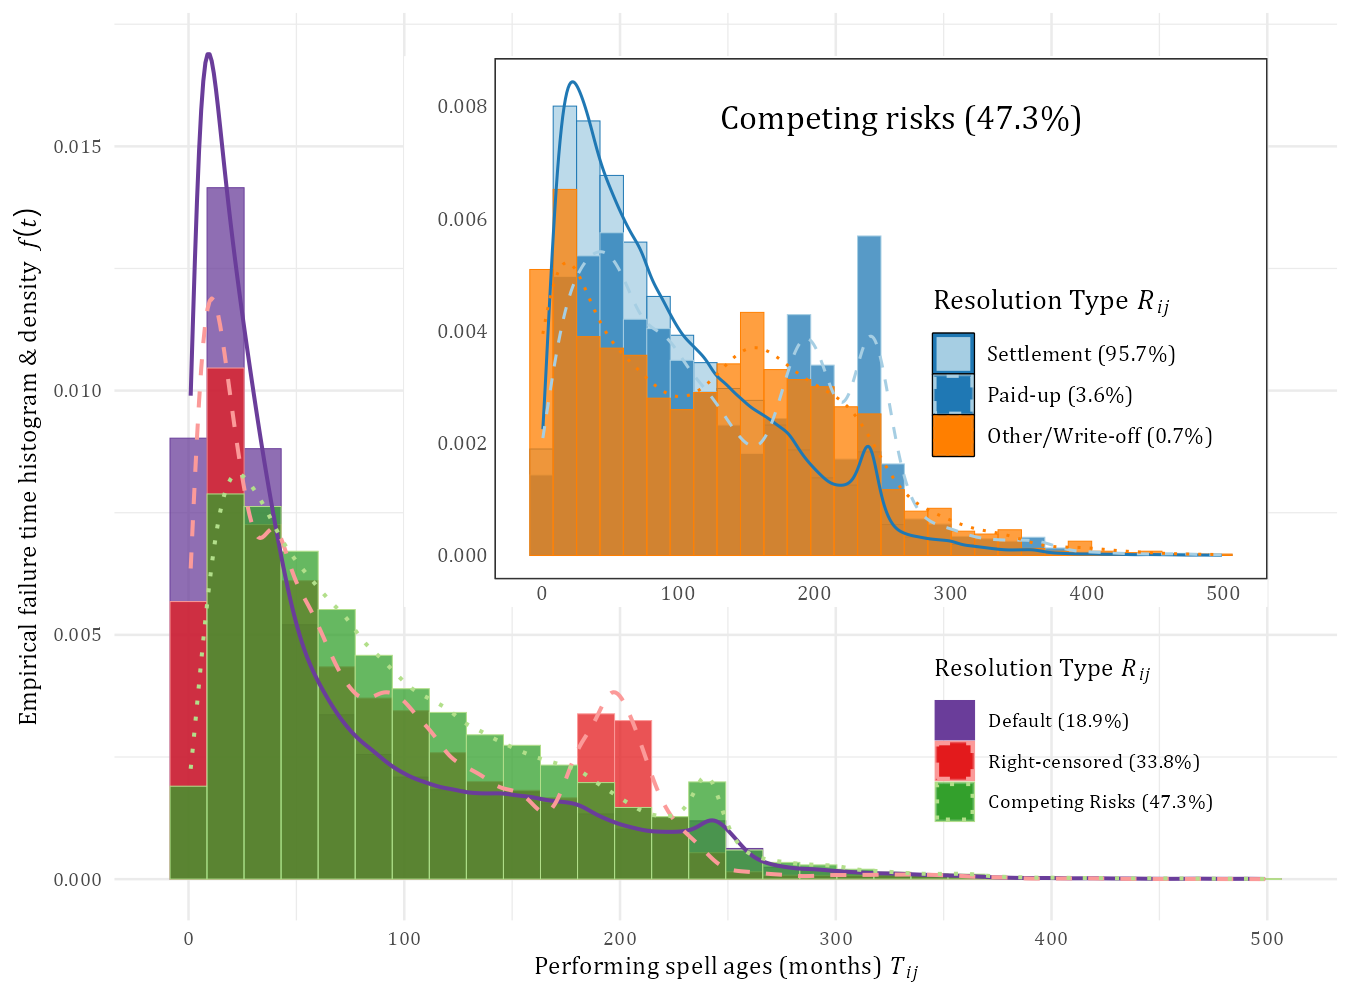 Empirical failure time histogram & density f(t)
0.015
0.010
0.005
0.000
0
100
200
300
400
500
Performing spell ages (months) T_ij
Competing risks (47.3%)
0.008
0.006
0.004
0.002
0.000
0
100
200
300
400
500
Resolution Type R_ij
Settlement (95.7%)
Paid-up (3.6%)
Other/Write-off (0.7%)
Resolution Type R_ij
Default (18.9%)
Right-censored (33.8%)
Competing Risks (47.3%)